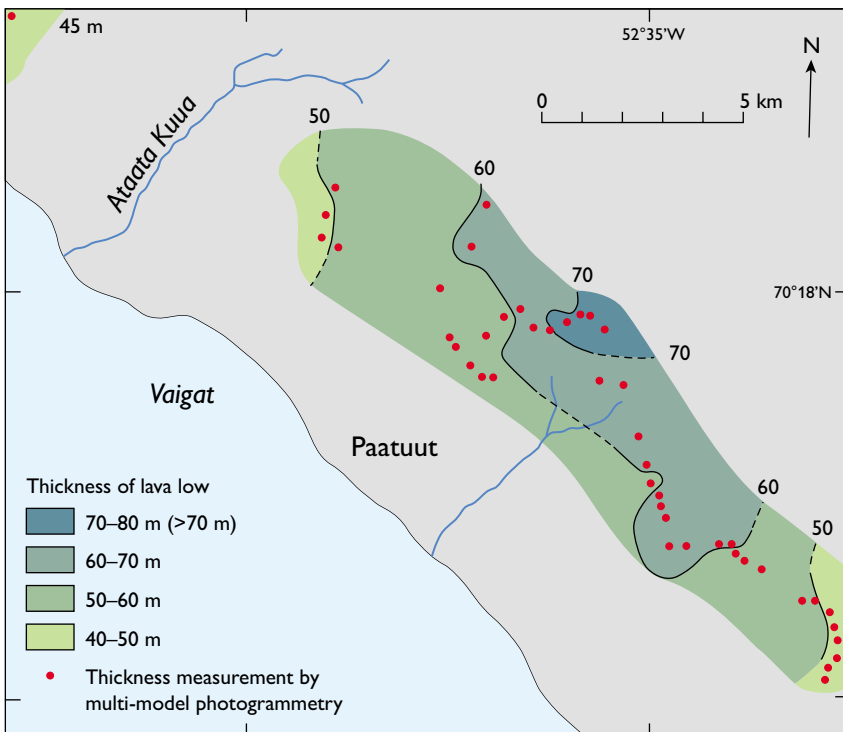 45 m
52°35'W
N
0
5 km
Ataata Kuua
50
60
70
70°18'N
70
Vaigat
Paatuut
60
50
Thickness of lava low
70–80 m (>70 m)
60–70 m
50–60 m
40–50 m
Thickness measurement by
multi-model photogrammetry